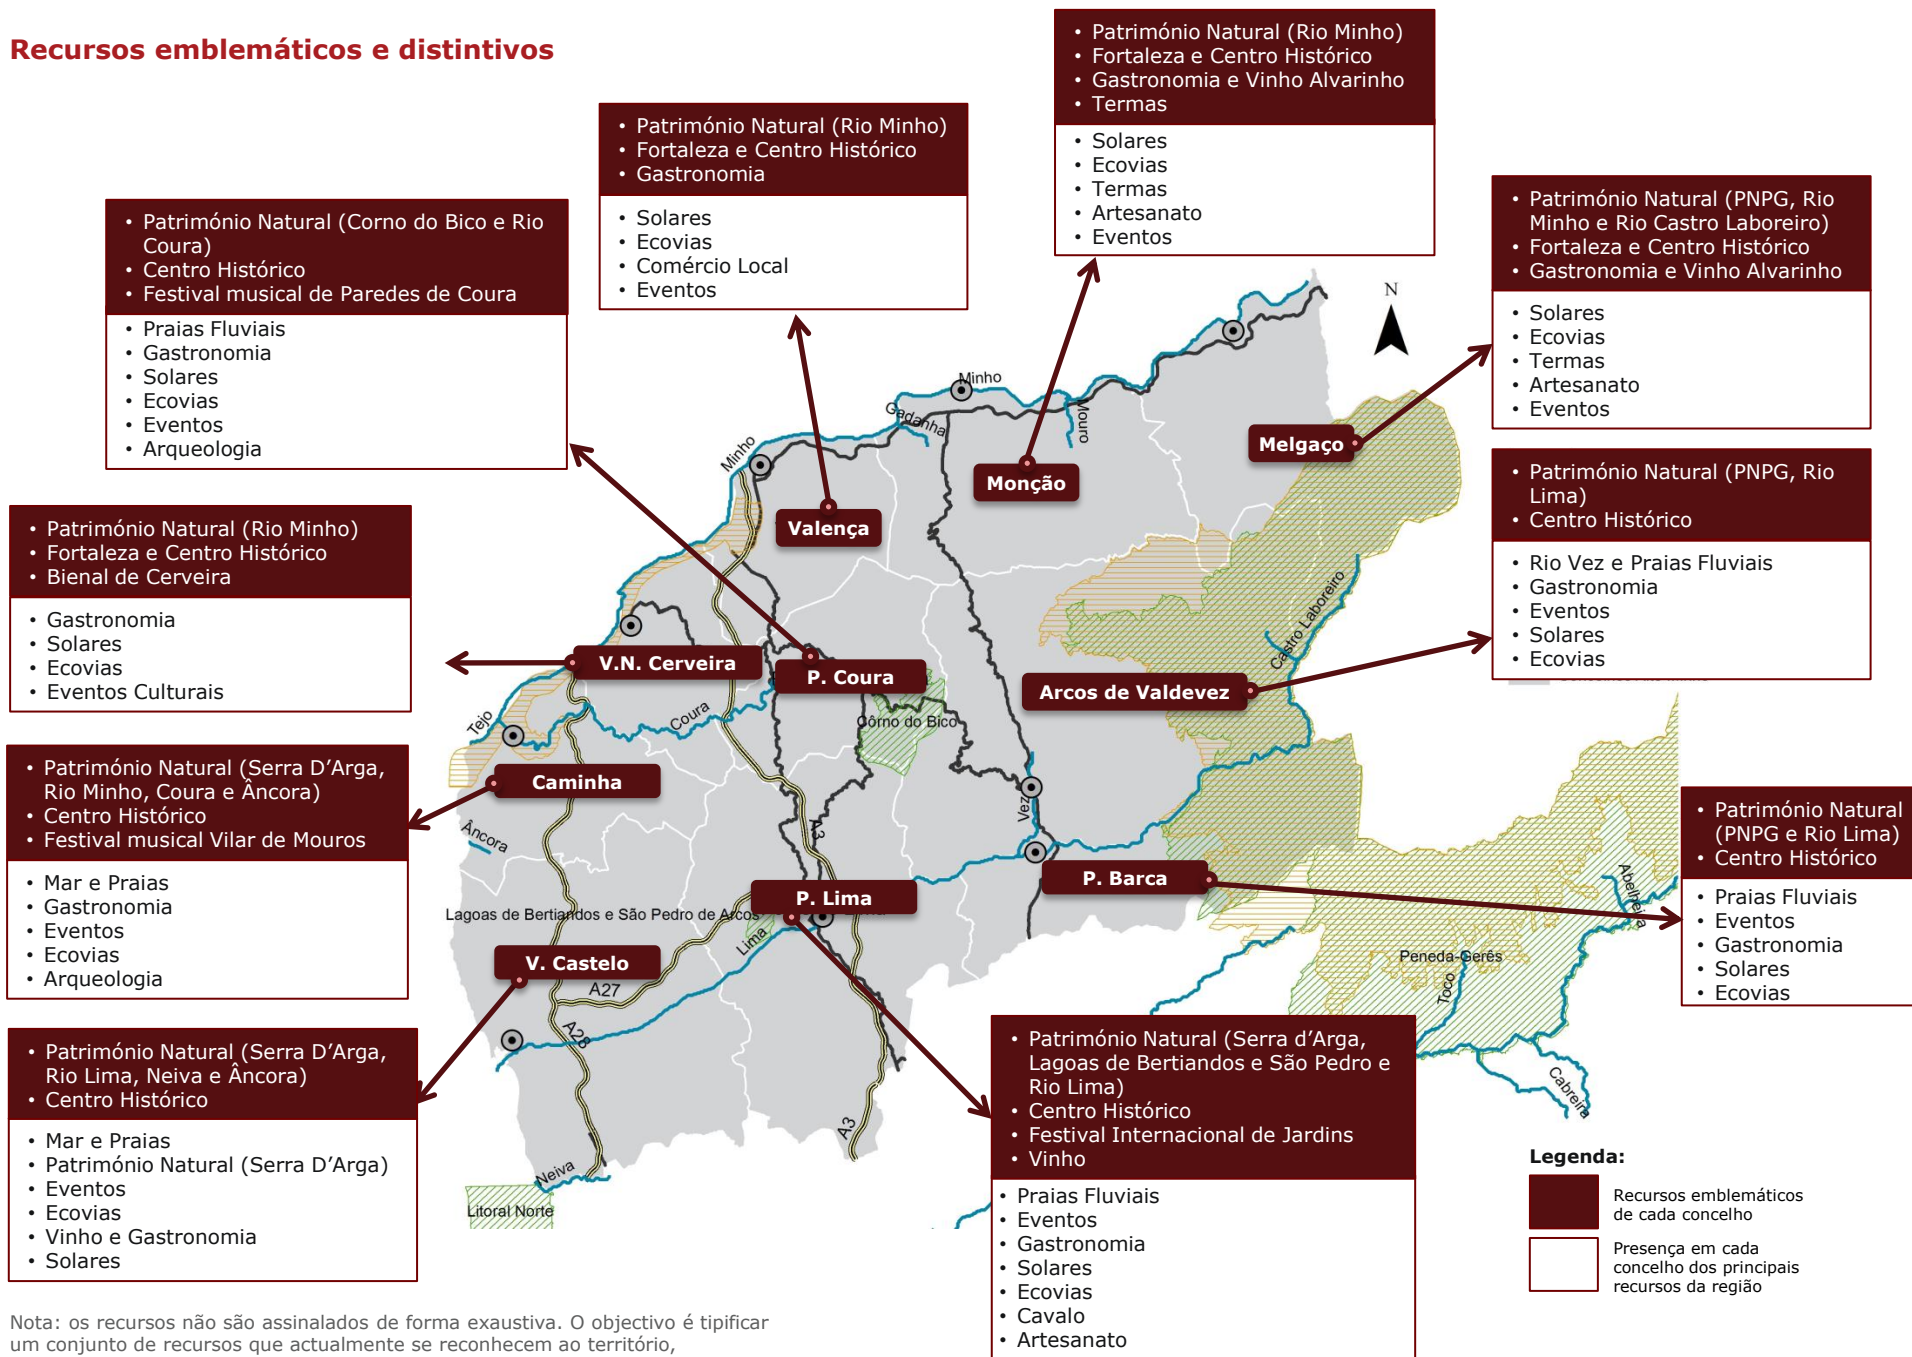 Recursos emblemáticos e distintivos
• Património Natural (Rio Minho)
• Fortaleza e Centro Histórico
• Gastronomia e Vinho Alvarinho
• Termas
• Solares
• Ecovias
• Termas
• Artesanato
• Eventos
• Património Natural (Rio Minho)
• Fortaleza e Centro Histórico
• Gastronomia
• Solares
• Ecovias
• Comércio Local
• Eventos
• Património Natural (PNPG, Rio
Minho e Rio Castro Laboreiro)
• Fortaleza e Centro Histórico
• Gastronomia e Vinho Alvarinho
• Solares
• Ecovias
• Termas
• Artesanato
• Eventos
• Património Natural (Corno do Bico e Rio
Coura)
• Centro Histórico
• Festival musical de Paredes de Coura
• Praias Fluviais
• Gastronomia
• Solares
• Ecovias
• Eventos
• Arqueologia
• Património Natural (PNPG, Rio
Lima)
• Centro Histórico
• Rio Vez e Praias Fluviais
• Gastronomia
• Eventos
• Solares
• Ecovias
• Património Natural (Rio Minho)
• Fortaleza e Centro Histórico
• Bienal de Cerveira
• Gastronomia
• Solares
• Ecovias
• Eventos Culturais
• Património Natural (Serra D’Arga,
Rio Minho, Coura e Âncora)
• Centro Histórico
• Festival musical Vilar de Mouros
• Mar e Praias
• Gastronomia
• Eventos
• Ecovias
• Arqueologia
• Património Natural
(PNPG e Rio Lima)
• Centro Histórico
• Praias Fluviais
• Eventos
• Gastronomia
• Solares
• Ecovias
• Património Natural (Serra D’Arga,
Rio Lima, Neiva e Âncora)
• Centro Histórico
• Mar e Praias
• Património Natural (Serra D’Arga)
• Eventos
• Ecovias
• Vinho e Gastronomia
• Solares
• Património Natural (Serra d’Arga,
Lagoas de Bertiandos e São Pedro e
Rio Lima)
• Centro Histórico
• Festival Internacional de Jardins
• Vinho
• Praias Fluviais
• Eventos
• Gastronomia
• Solares
• Ecovias
• Cavalo
• Artesanato
N
Minho
Gadanha
Mouro
Minho
Melgaço
Monção
Valença
Castro Laboreiro
V.N. Cerveira
P. Coura
Arcos de Valdevez
Tejo
Coura
Côrno do Bico
Caminha
Vez
A3
Âncora
P. Barca
P. Lima
Lagoas de Bertiandos e São Pedro de Arcos
Lima
V. Castelo
A27
A28
A3
Neiva
Litoral Norte
Abelheira
Peneda-Gerês
Toco
Cabreira
Legenda:
Recursos emblemáticos
de cada concelho
Presença em cada
concelho dos principais
recursos da região
Nota: os recursos não são assinalados de forma exaustiva. O objectivo é tipificar
um conjunto de recursos que actualmente se reconhecem ao território,